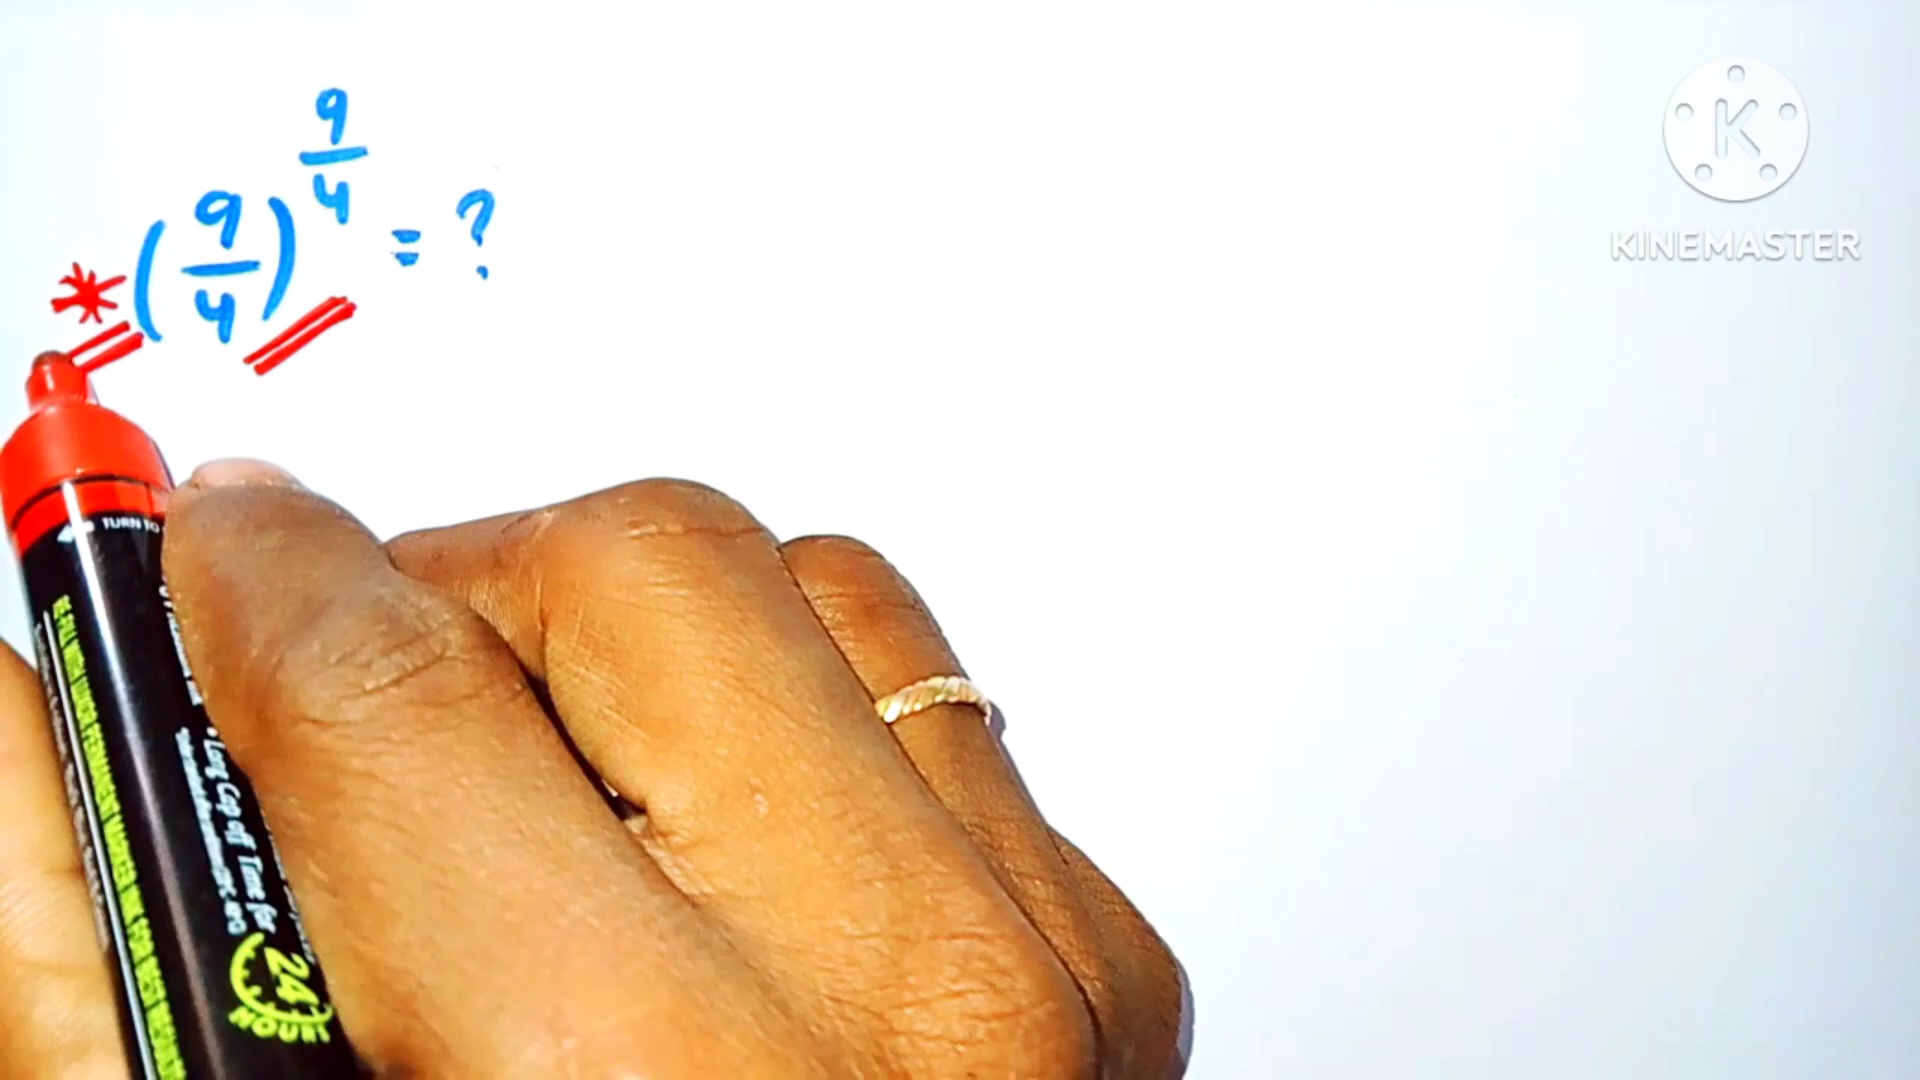 * (9/4)^(9/4) = ?
K
KINEMASTER
TURN TO
Long Cap off Time for
24
HOURS